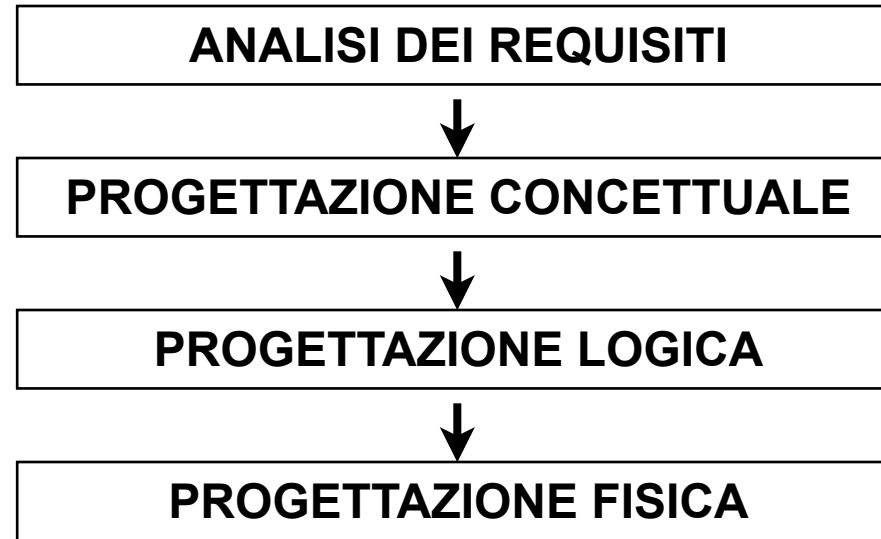 ANALISI DEI REQUISITI
PROGETTAZIONE CONCETTUALE
PROGETTAZIONE LOGICA
PROGETTAZIONE FISICA